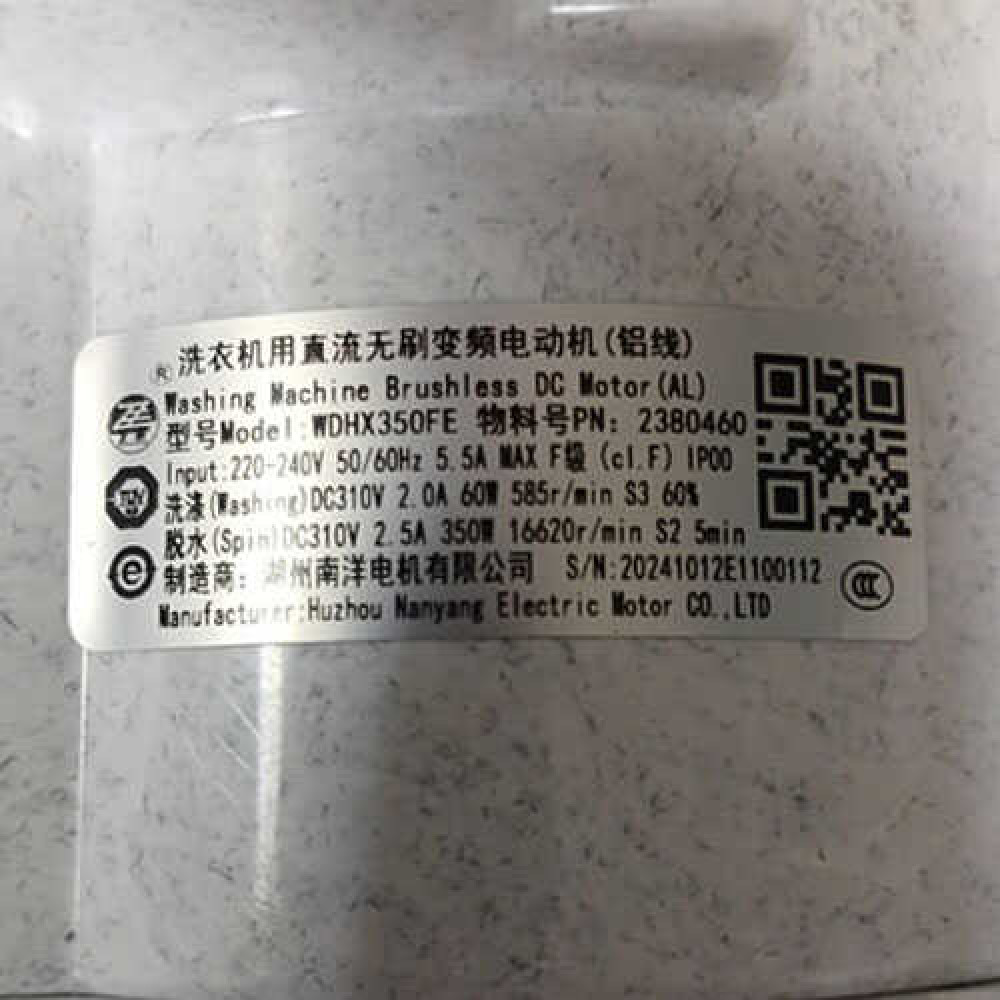 洗衣机用直流无刷变频电动机(铝线)
Washing Machine Brushless DC Motor(AL)
型号Model:WDHX350FE 物料号PN: 2380460
Input:220-240V 50/60Hz 5.5A MAX F级 (cl.F) IP00
洗涤(Washing)DC310V 2.0A 60W 585r/min S3 60%
脱水(Spin)DC310V 2.5A 350W 16620r/min S2 5min
制造商: 湖州南洋电机有限公司 S/N:20241012E1100112
Manufacturer:Huzhou Nanyang Electric Motor CO.,LTD